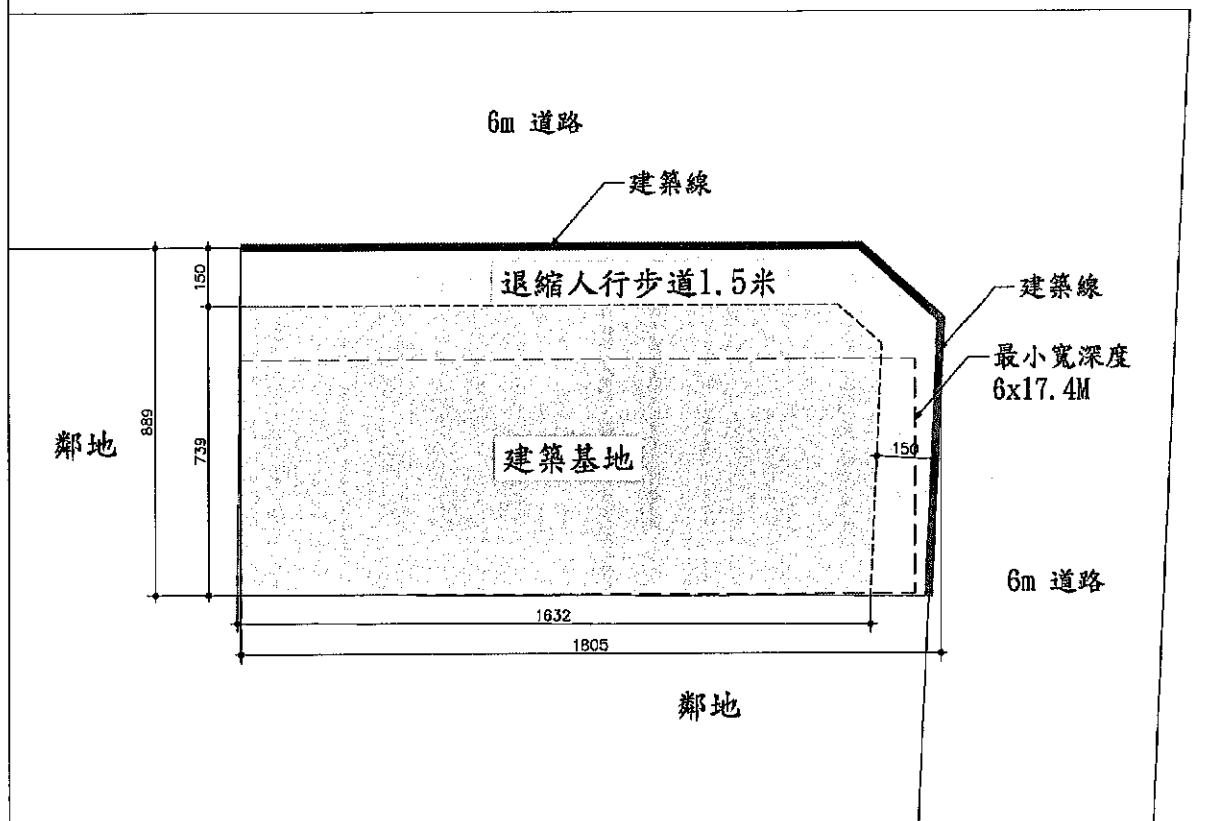 6m 道路
建築線
退縮人行步道1.5米
建築線
最小寬深度
6x17.4M
150
889
739
鄰地
建築基地
150
6m 道路
1632
1805
鄰地